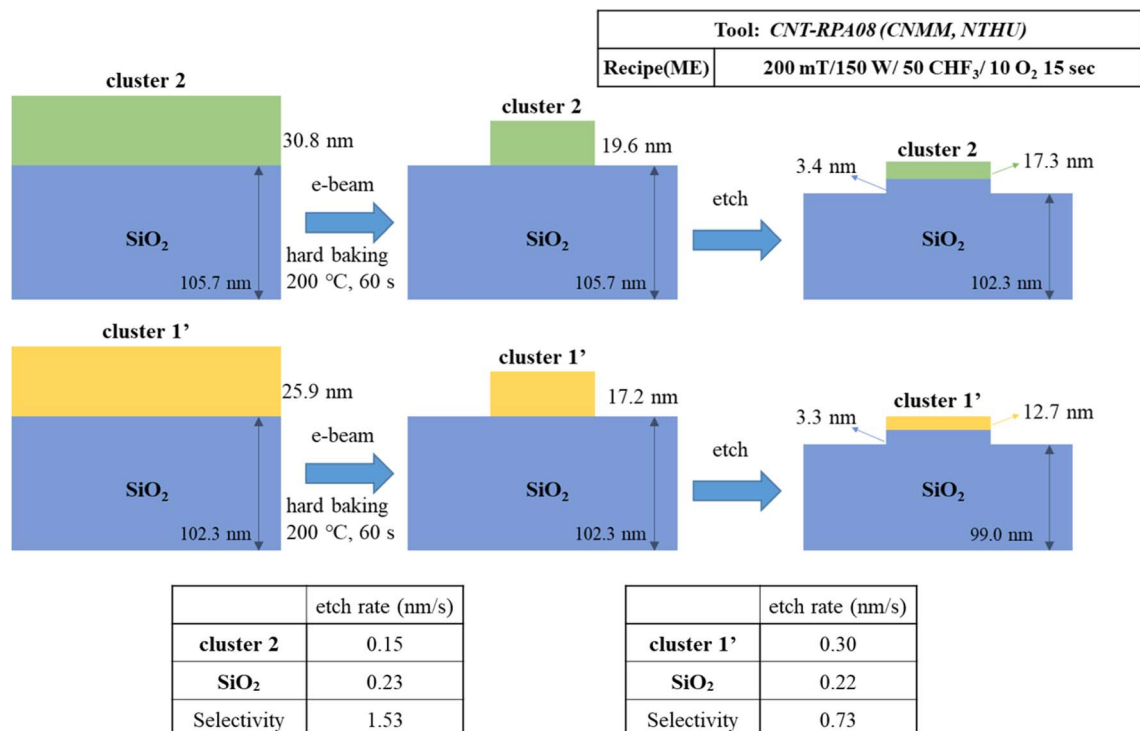 Tool: CNT-RPA08 (CNMM, NTHU)
Recipe(ME) 200 mT/150 W/ 50 CHF₃/ 10 O₂ 15 sec
cluster 2
30.8 nm
SiO₂
105.7 nm
e-beam
hard baking
200 °C, 60 s
cluster 2
19.6 nm
SiO₂
105.7 nm
etch
cluster 2
3.4 nm
17.3 nm
SiO₂
102.3 nm
cluster 1’
25.9 nm
SiO₂
102.3 nm
e-beam
hard baking
200 °C, 60 s
cluster 1’
17.2 nm
SiO₂
102.3 nm
etch
cluster 1’
3.3 nm
12.7 nm
SiO₂
99.0 nm
etch rate (nm/s)
cluster 2 0.15
SiO₂ 0.23
Selectivity 1.53
etch rate (nm/s)
cluster 1’ 0.30
SiO₂ 0.22
Selectivity 0.73